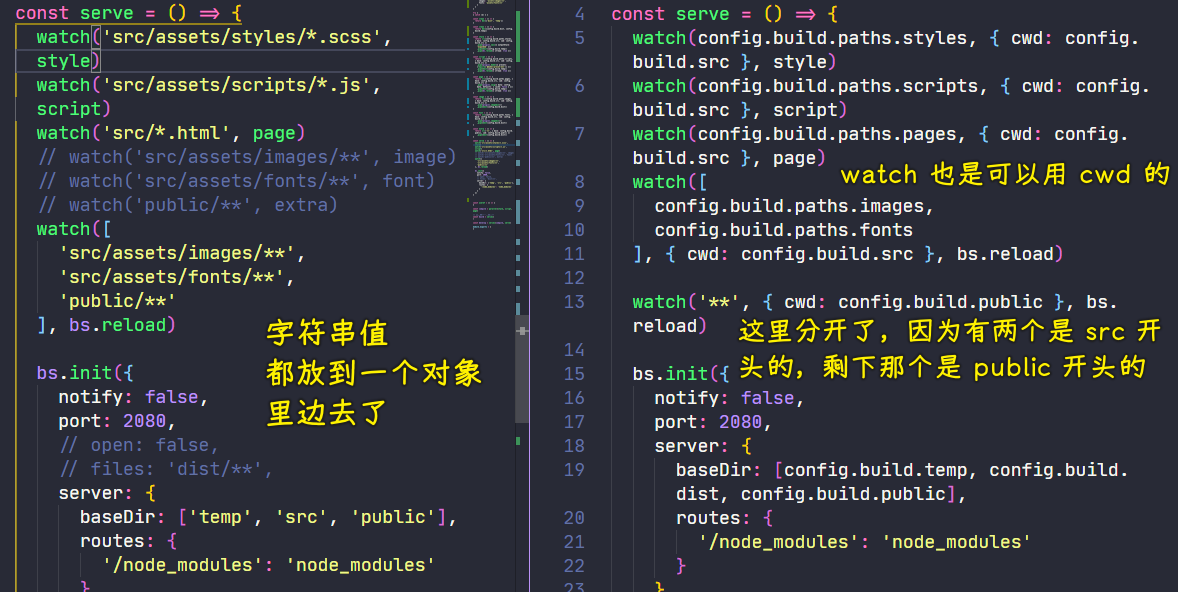 const serve = () => {
watch('src/assets/styles/*.scss',
style)
watch('src/assets/scripts/*.js',
script)
watch('src/*.html', page)
// watch('src/assets/images/**', image)
// watch('src/assets/fonts/**', font)
// watch('public/**', extra)
watch([
'src/assets/images/**',
'src/assets/fonts/**',
'public/**'
], bs.reload)
字符串值
都放到一个对象
里边去了
bs.init({
notify: false,
port: 2080,
// open: false,
// files: 'dist/**',
server: {
baseDir: ['temp', 'src', 'public'],
routes: {
'/node_modules': 'node_modules'
}
4 const serve = () => {
5 watch(config.build.paths.styles, { cwd: config.
build.src }, style)
6 watch(config.build.paths.scripts, { cwd: config.
build.src }, script)
7 watch(config.build.paths.pages, { cwd: config.
build.src }, page)
watch 也是可以用 cwd 的
8 watch([
9 config.build.paths.images,
10 config.build.paths.fonts
11 ], { cwd: config.build.src }, bs.reload)
12
13 watch('**', { cwd: config.build.public }, bs.
reload)
这里分开了，因为有两个是 src 开
头的，剩下那个是 public 开头的
14
15 bs.init({
16 notify: false,
17 port: 2080,
18 server: {
19 baseDir: [config.build.temp, config.build.
dist, config.build.public],
20 routes: {
21 '/node_modules': 'node_modules'
22 }
23 }